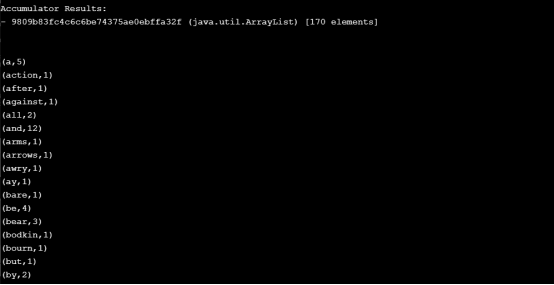 Accumulator Results:
- 9809b83fc4c6c6be74375ae0ebffa32f (java.util.ArrayList) [170 elements]
(a,5)
(action,1)
(after,1)
(against,1)
(all,2)
(and,12)
(arms,1)
(arrows,1)
(awry,1)
(ay,1)
(bare,1)
(be,4)
(bear,3)
(bodkin,1)
(bourn,1)
(but,1)
(by,2)